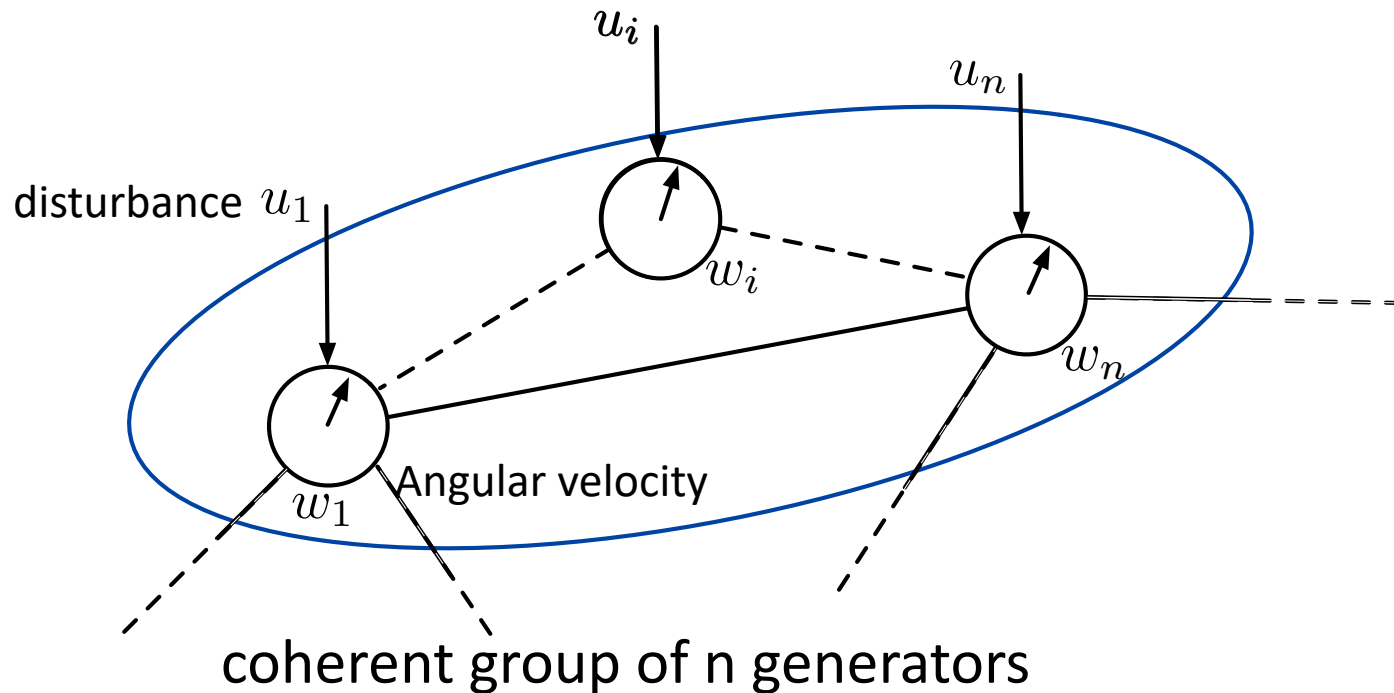 u_i
u_n
disturbance u_1
w_i
w_n
Angular velocity
w_1
coherent group of n generators